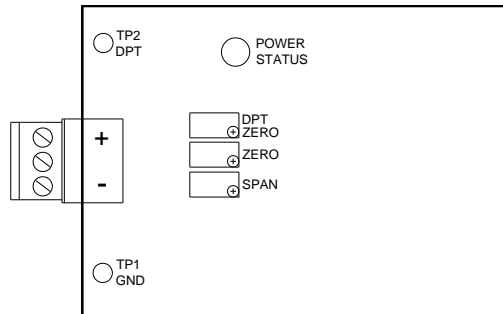 TP2
DPT
POWER
STATUS
DPT
ZERO
+
ZERO
-
SPAN
TP1
GND